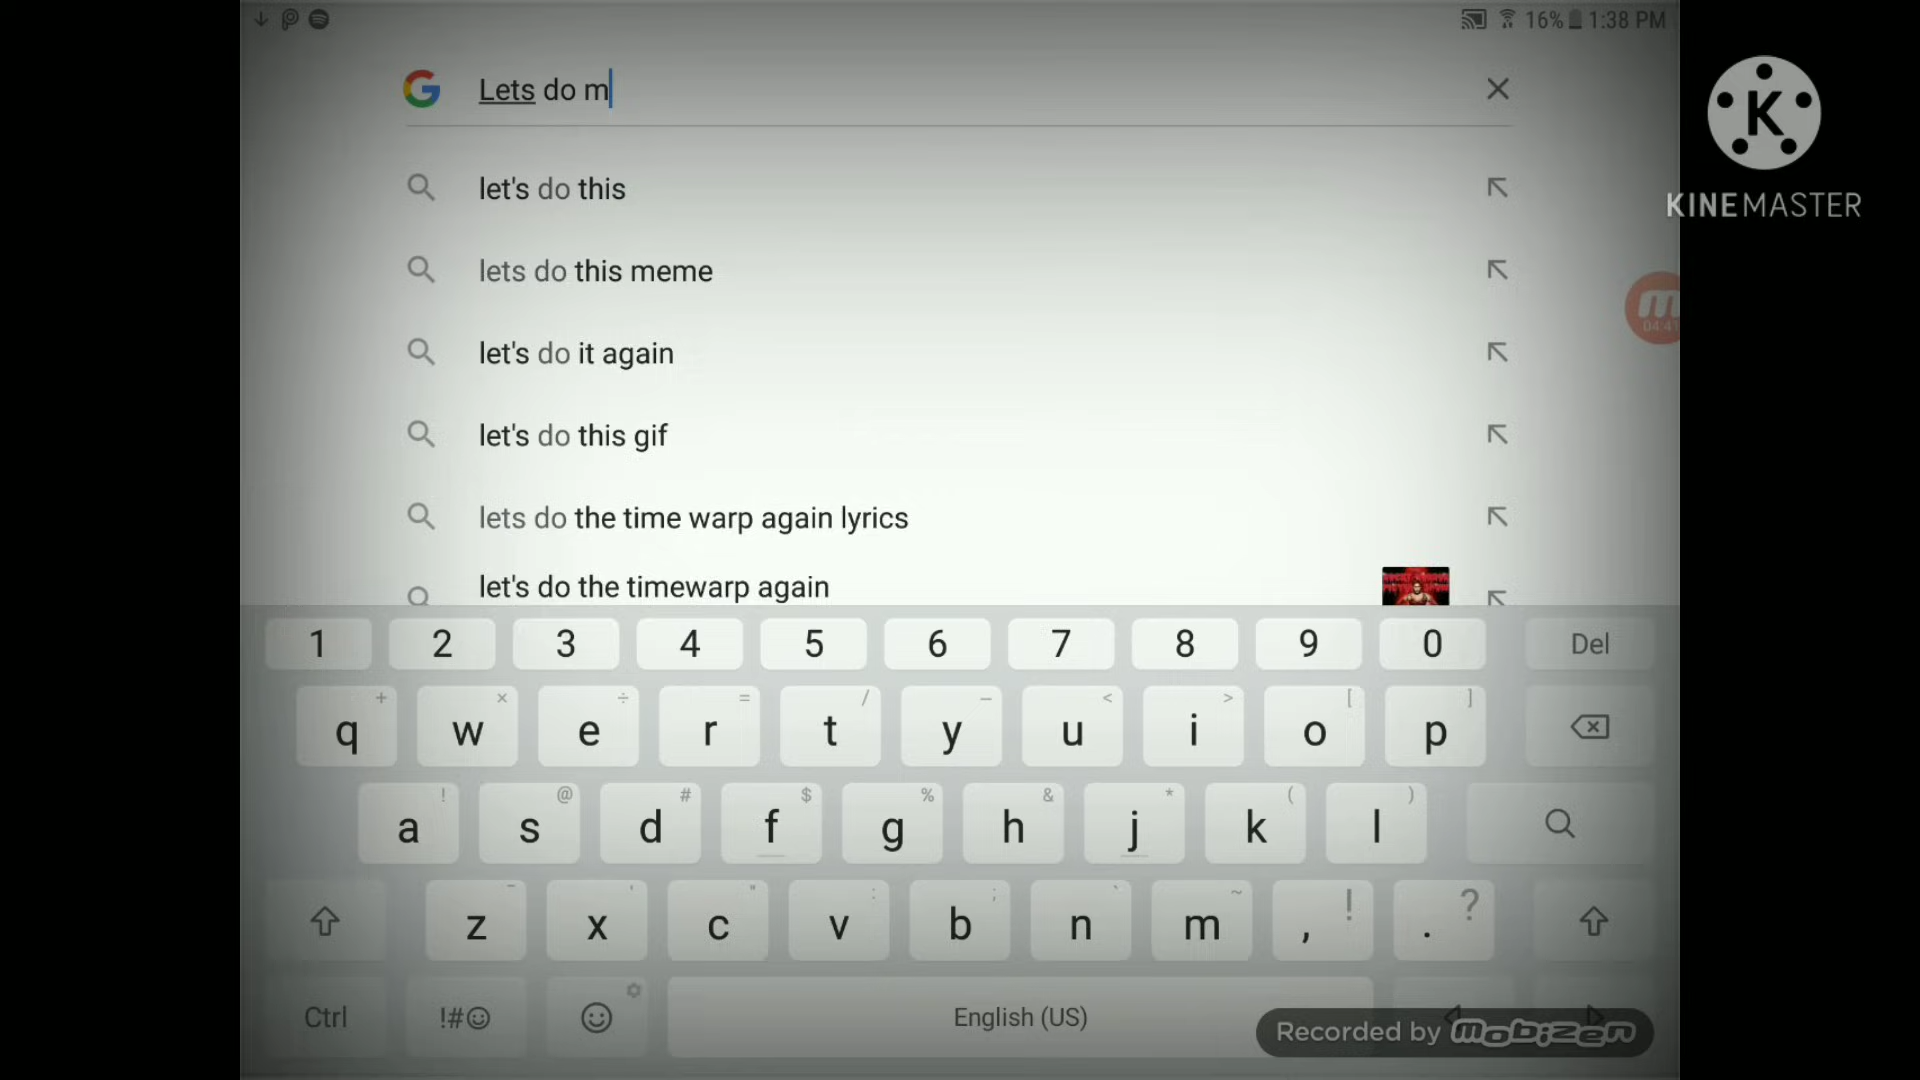 16% 1:38 PM
Lets do m
K
KINEMASTER
let's do this
lets do this meme
04:41
let's do it again
let's do this gif
lets do the time warp again lyrics
let's do the timewarp again
1 2 3 4 5 6 7 8 9 0 Del
+ × ÷ = / – < > [ ]
q w e r t y u i o p
! @ # $ % & * ( )
a s d f g h j k l
- ' " : ; ` ~ ! ?
z x c v b n m , .
Ctrl !#☺ English (US)
Recorded by mobizen